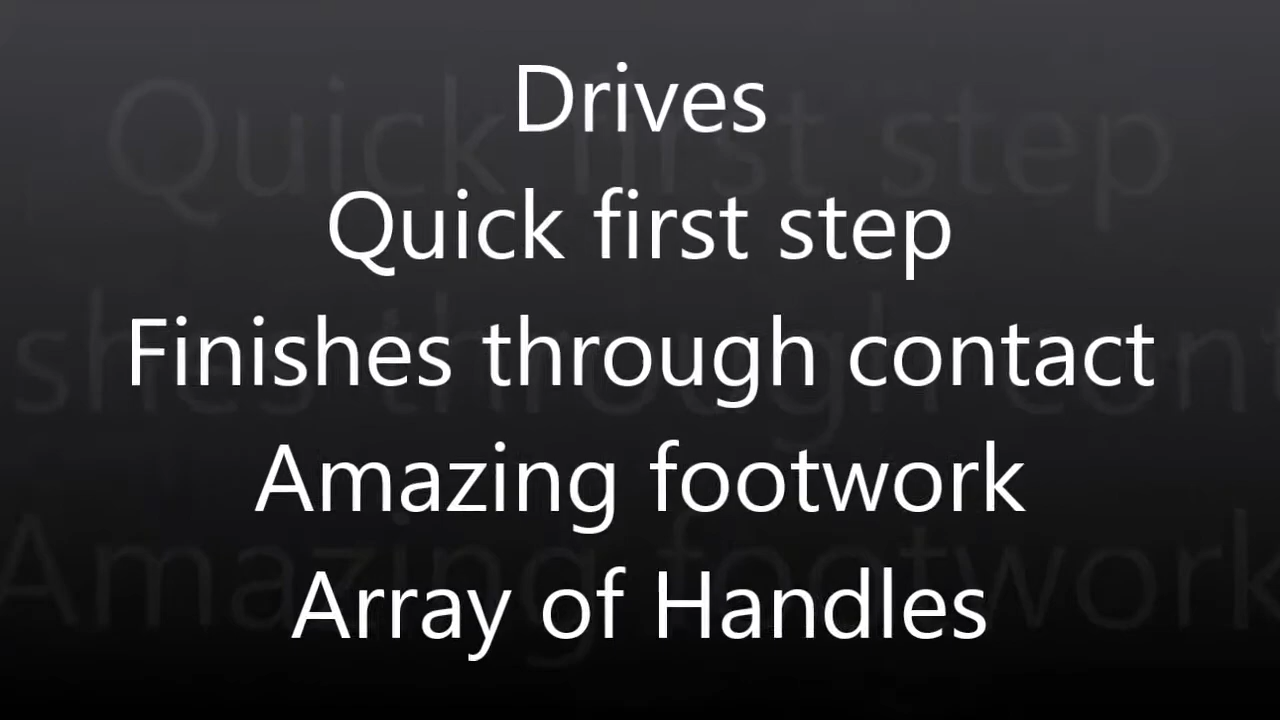 Drives
Quick first step
Finishes through contact
Amazing footwork
Array of Handles